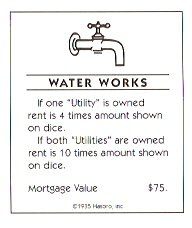 WATER WORKS
If one "Utility" is owned
rent is 4 times amount shown
on dice.
If both "Utilities" are owned
rent is 10 times amount shown
on dice.
Mortgage Value $75.
©1935 Hasbro, Inc